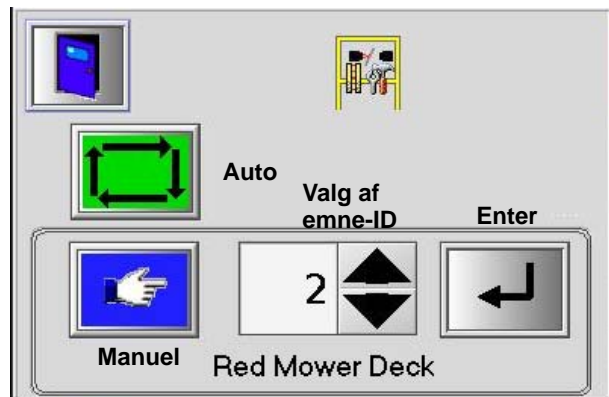 Auto
Valg af
emne-ID
Enter
2
Manuel
Red Mower Deck